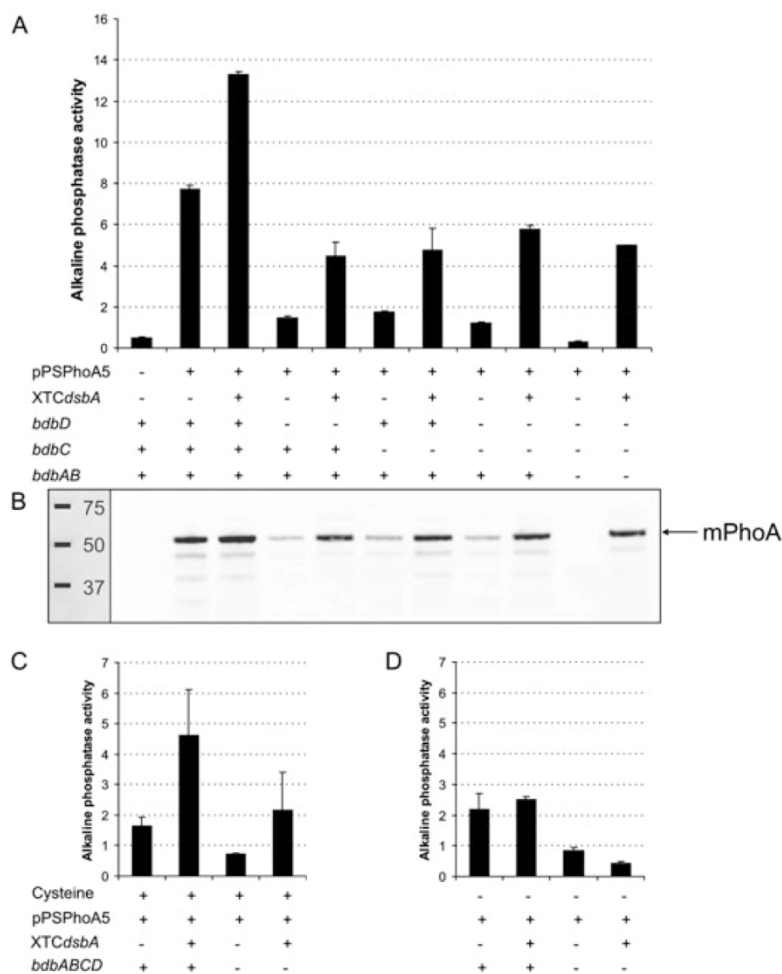 A
Alkaline phosphatase activity
16
14
12
10
8
6
4
2
0
pPSPhoA5 - + + + + + + + + +
XTCdsbA - - + - + - + - + - +
bdbD + + + - - + + - - - -
bdbC + + + + + - - - - - -
bdbAB + + + + + + + + + - -
B
75
50
37
mPhoA
C
Alkaline phosphatase activity
7
6
5
4
3
2
1
0
Cysteine + + + +
pPSPhoA5 + + + +
XTCdsbA - + - +
bdbABCD + + - -
D
Alkaline phosphatase activity
7
6
5
4
3
2
1
0
- - - -
+ + + +
- + - +
+ + - -